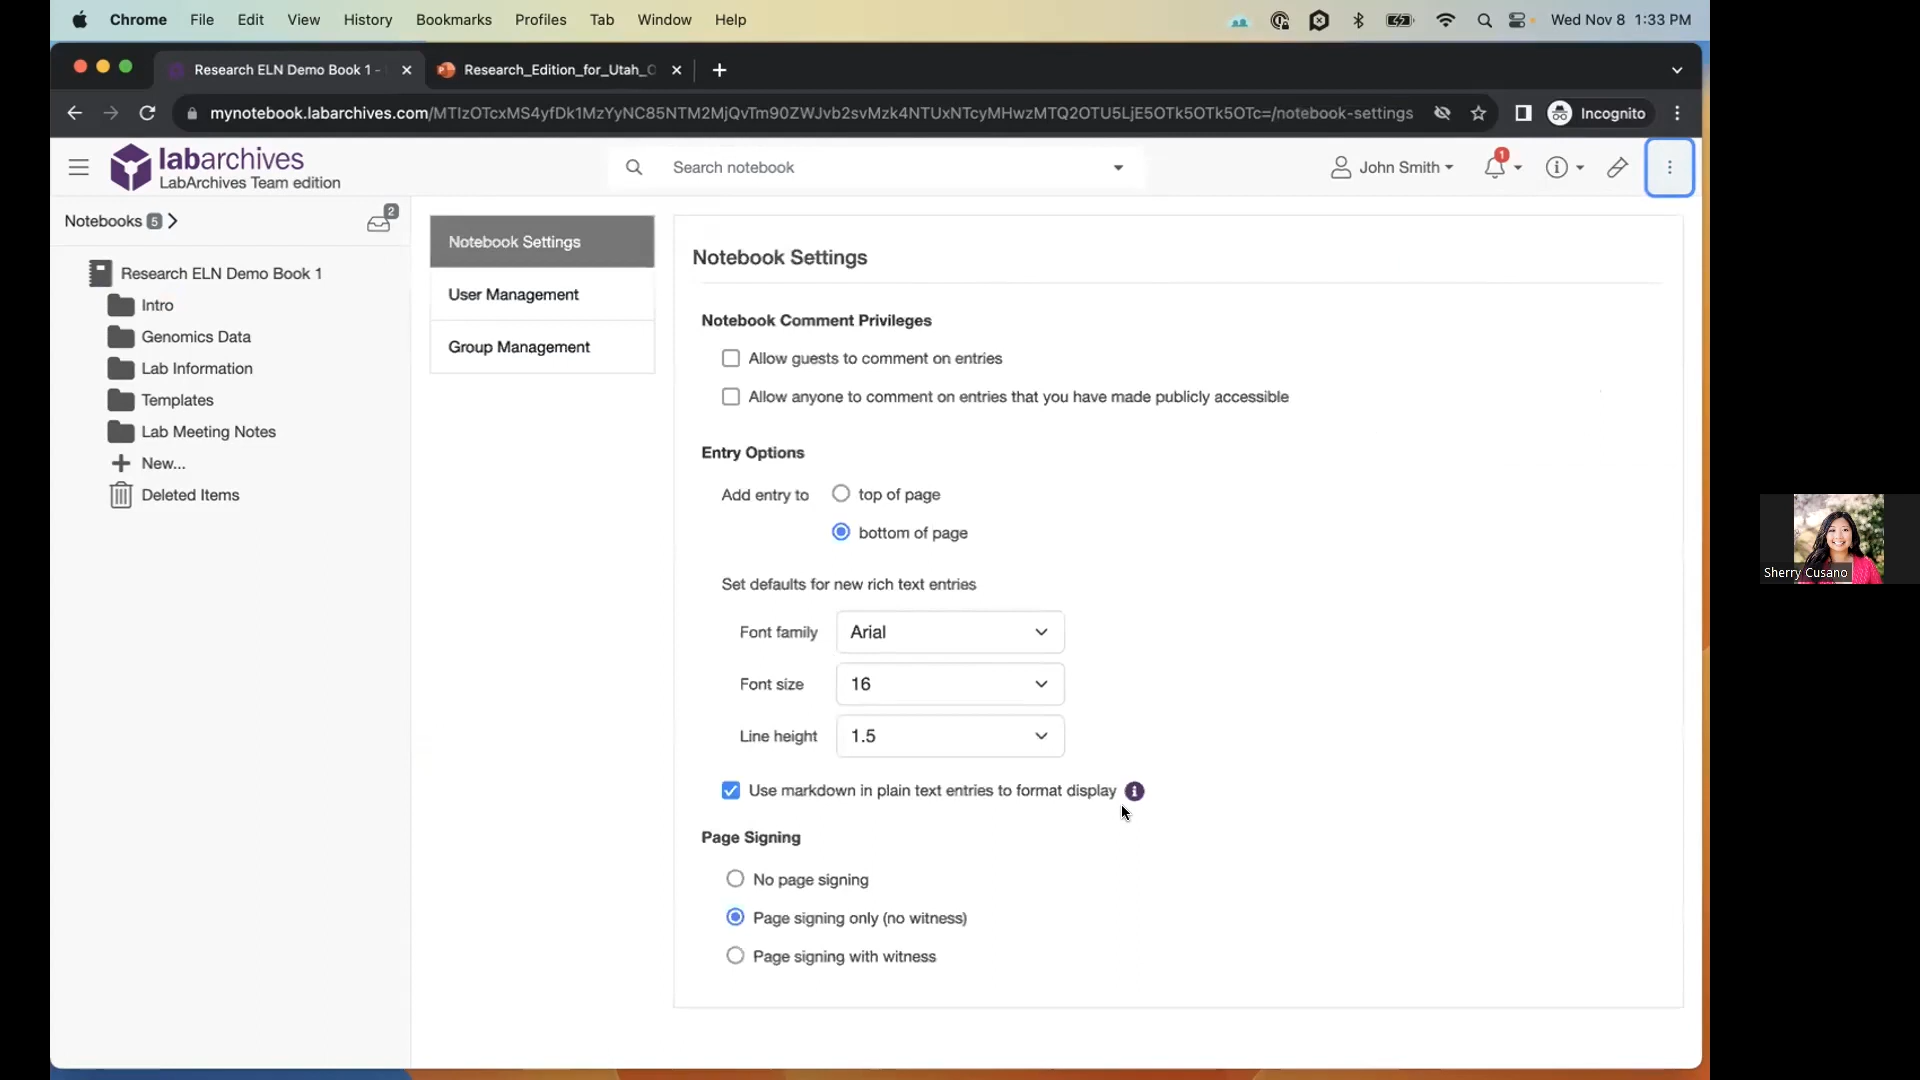 Chrome File Edit View History Bookmarks Profiles Tab Window Help Wed Nov 8 1:33 PM
Research ELN Demo Book 1 - Research_Edition_for_Utah_
mynotebook.labarchives.com/MTIzOTcxMS4yfDk1MzYyNC85NTM2MjQvTm90ZWJvb2svMzk4NTUxNTcyMHwzMTQ2OTU5LjE5OTk5OTk5OTc=/notebook-settings Incognito
labarchives
LabArchives Team edition
Search notebook
John Smith 1
Notebooks 5 2
Research ELN Demo Book 1
Intro
Genomics Data
Lab Information
Templates
Lab Meeting Notes
New...
Deleted Items
Notebook Settings
User Management
Group Management
Notebook Settings
Notebook Comment Privileges
Allow guests to comment on entries
Allow anyone to comment on entries that you have made publicly accessible
Entry Options
Add entry to top of page
bottom of page
Set defaults for new rich text entries
Font family Arial
Font size 16
Line height 1.5
Use markdown in plain text entries to format display
Page Signing
No page signing
Page signing only (no witness)
Page signing with witness
Sherry Cusano